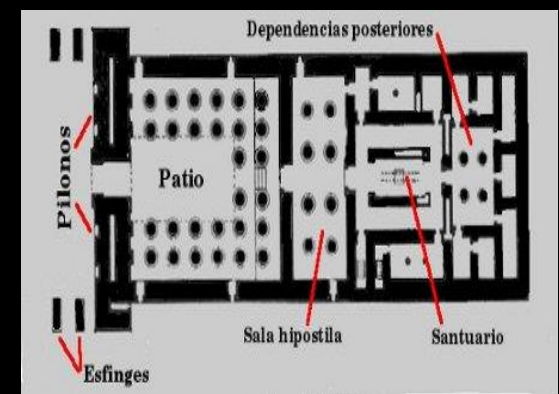 Dependencias posteriores
Pilonos
Patio
Sala hipostila
Santuario
Esfinges